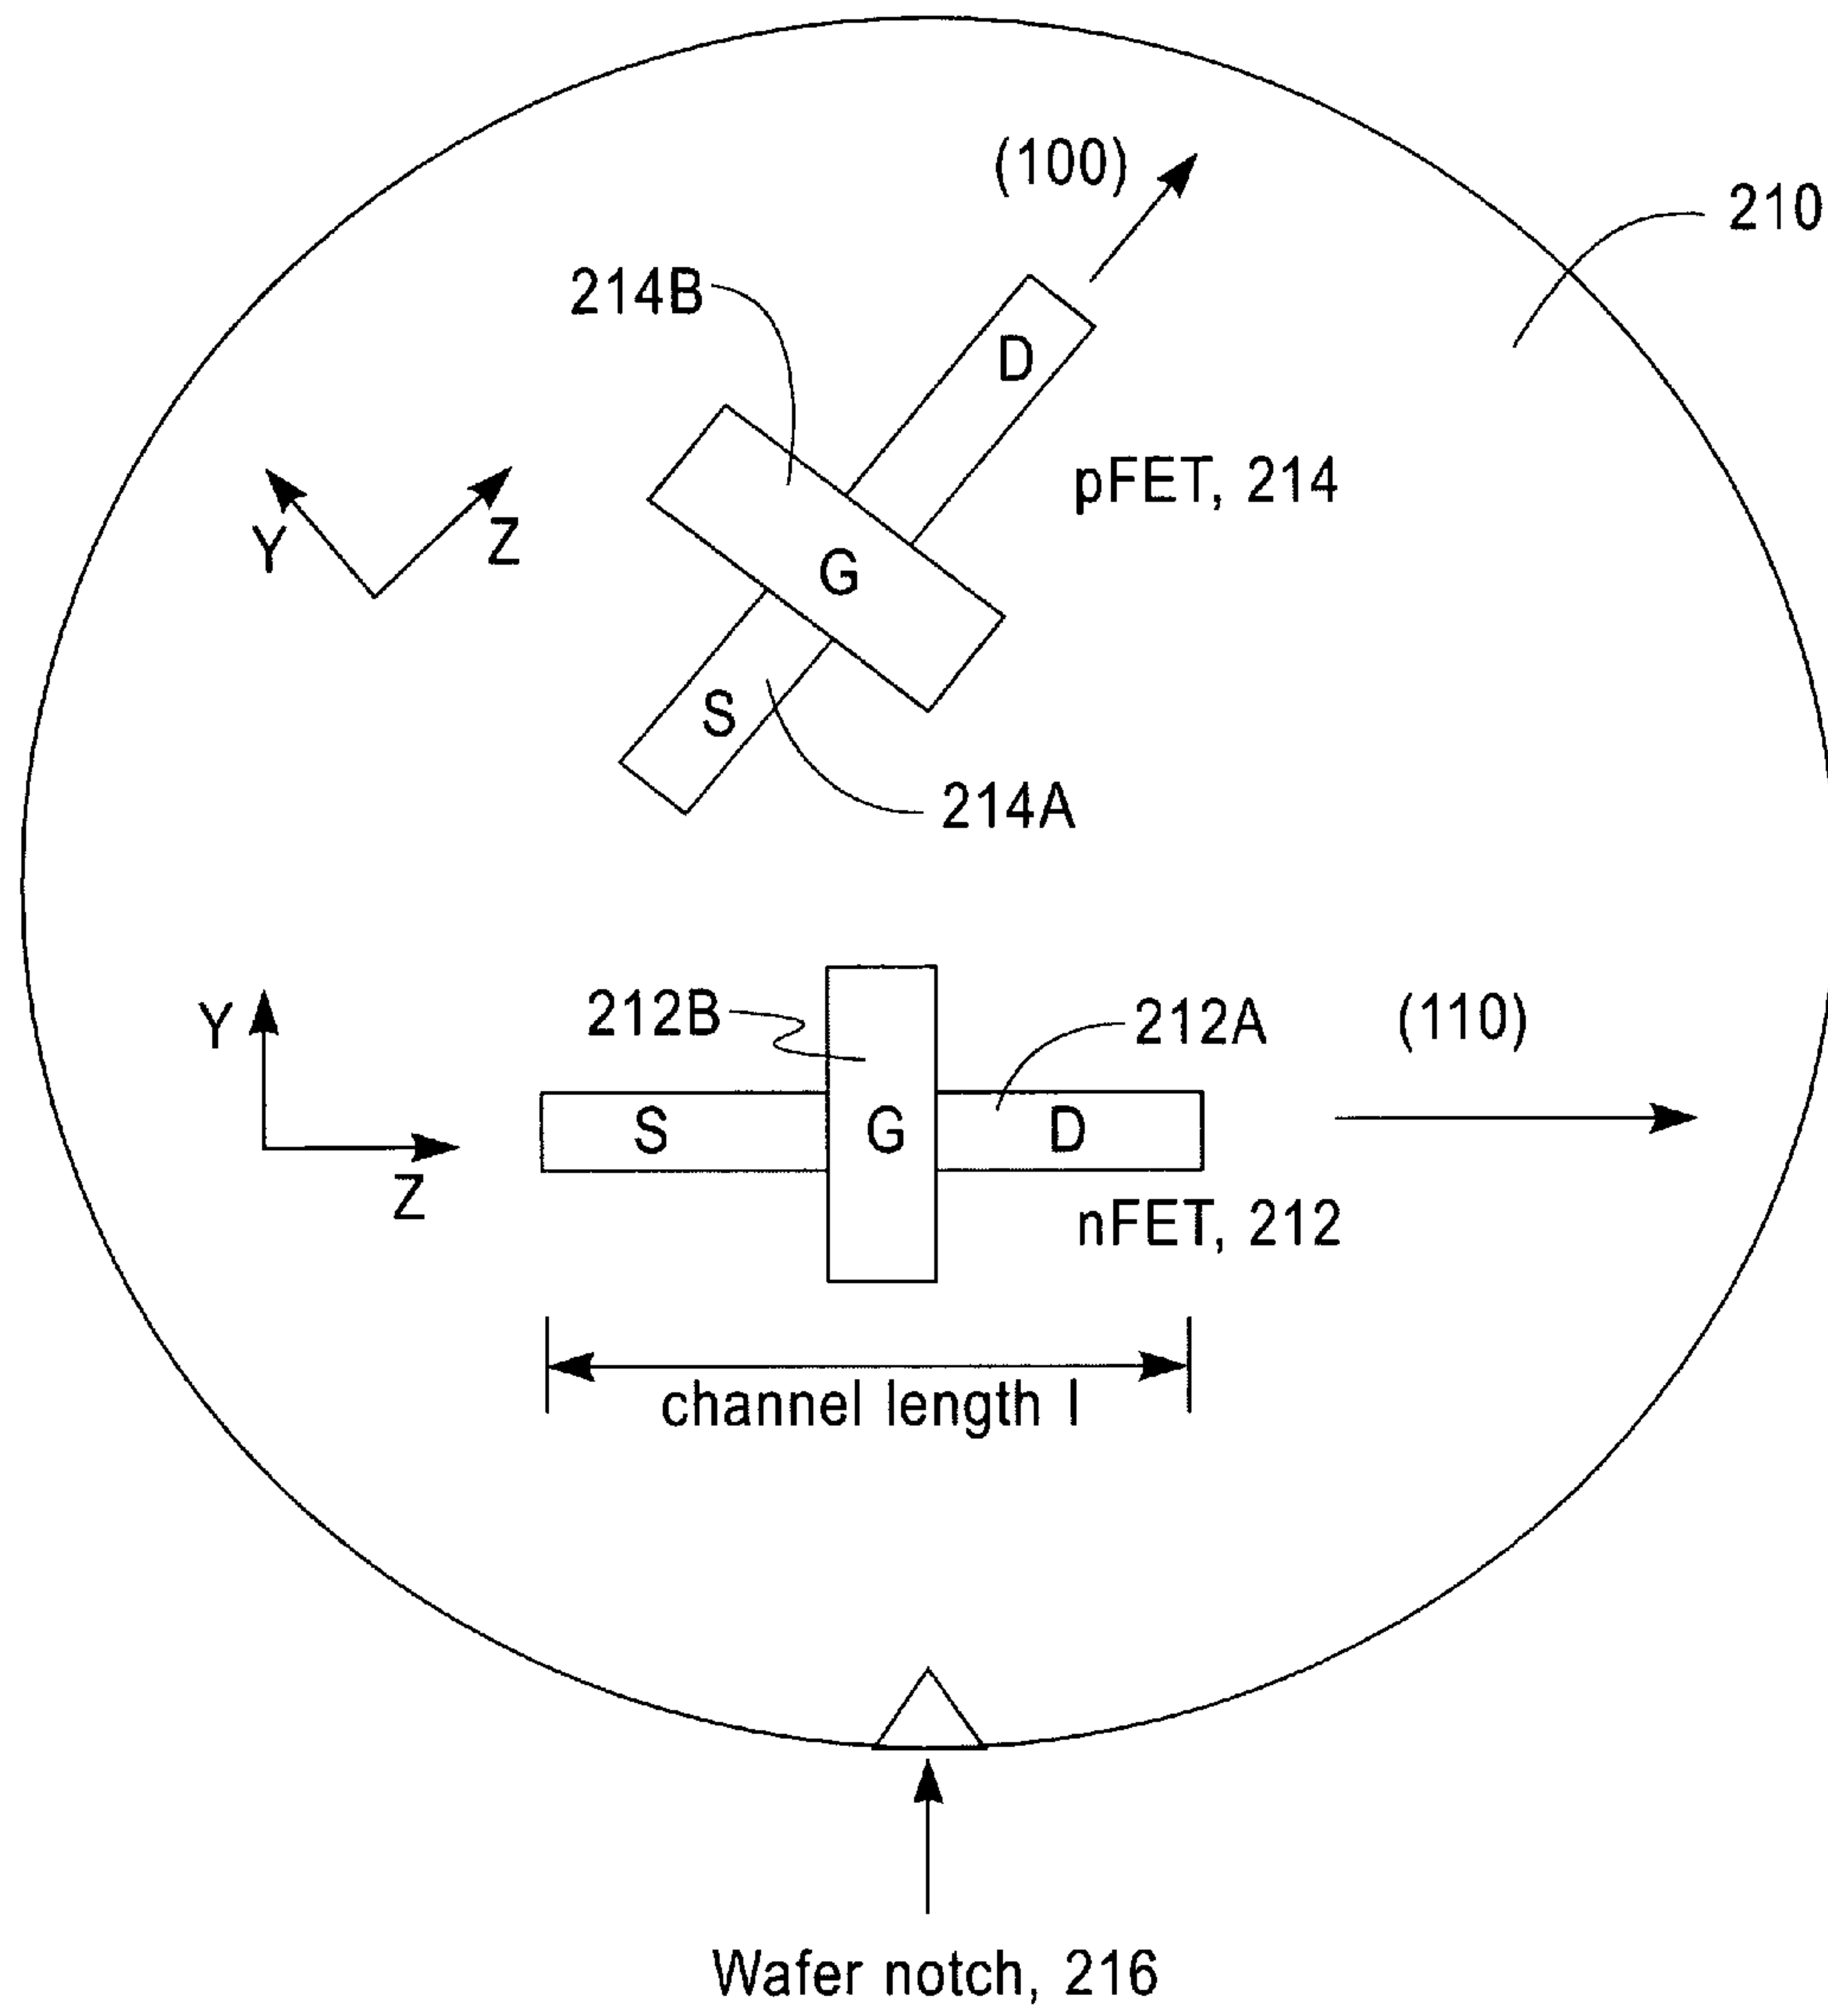 (100)
210
214B
D
pFET, 214
Y
Z
G
S
214A
212B
212A
(110)
Y
S
G
D
Z
nFET, 212
channel length l
Wafer notch, 216